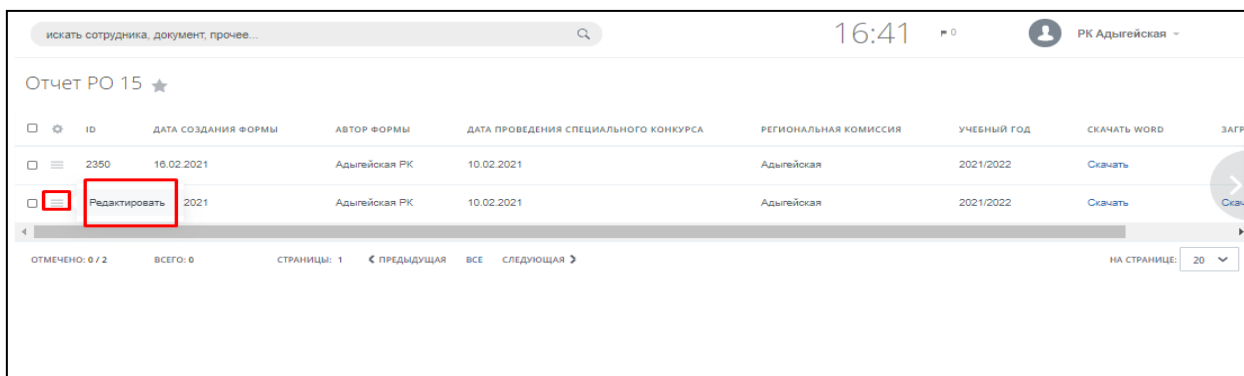 искать сотрудника, документ, прочее... 16:41 0 РК Адыгейская
Отчет РО 15
ID ДАТА СОЗДАНИЯ ФОРМЫ АВТОР ФОРМЫ ДАТА ПРОВЕДЕНИЯ СПЕЦИАЛЬНОГО КОНКУРСА РЕГИОНАЛЬНАЯ КОМИССИЯ УЧЕБНЫЙ ГОД СКАЧАТЬ WORD ЗАГР
2350 16.02.2021 Адыгейская РК 10.02.2021 Адыгейская 2021/2022 Скачать
Редактировать 2021 Адыгейская РК 10.02.2021 Адыгейская 2021/2022 Скачать Скач
ОТМЕЧЕНО: 0 / 2 ВСЕГО: 0 СТРАНИЦЫ: 1 ПРЕДЫДУЩАЯ ВСЕ СЛЕДУЮЩАЯ НА СТРАНИЦЕ: 20